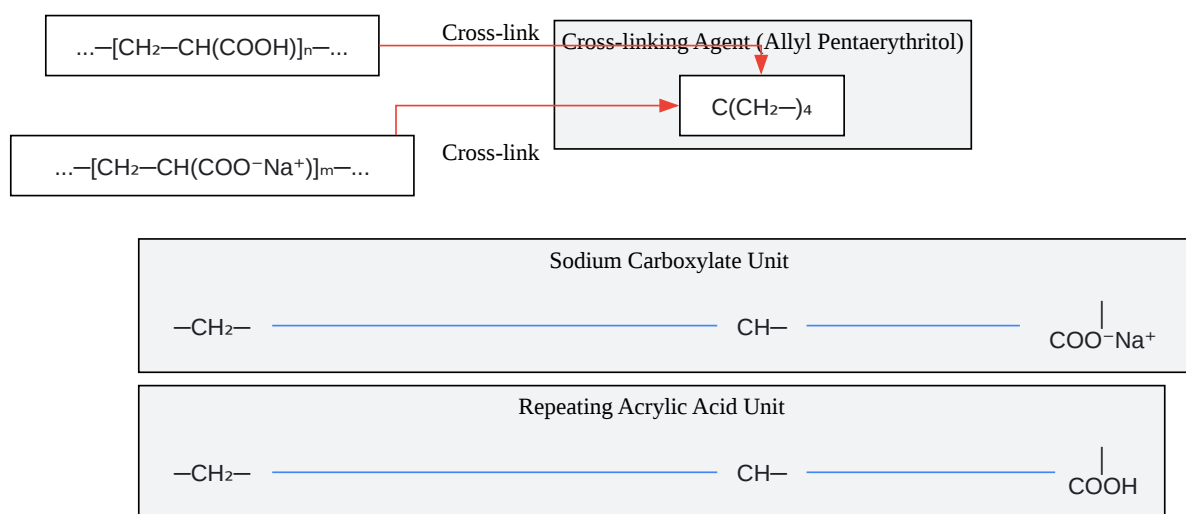 ...─[CH₂─CH(COOH)]ₙ─...
Cross-link
Cross-linking Agent (Allyl Pentaerythritol)
C(CH₂─)₄
...─[CH₂─CH(COO⁻Na⁺)]ₘ─...
Cross-link
Sodium Carboxylate Unit
─CH₂─ CH─ │
COO⁻Na⁺
Repeating Acrylic Acid Unit
─CH₂─ CH─ │
COOH